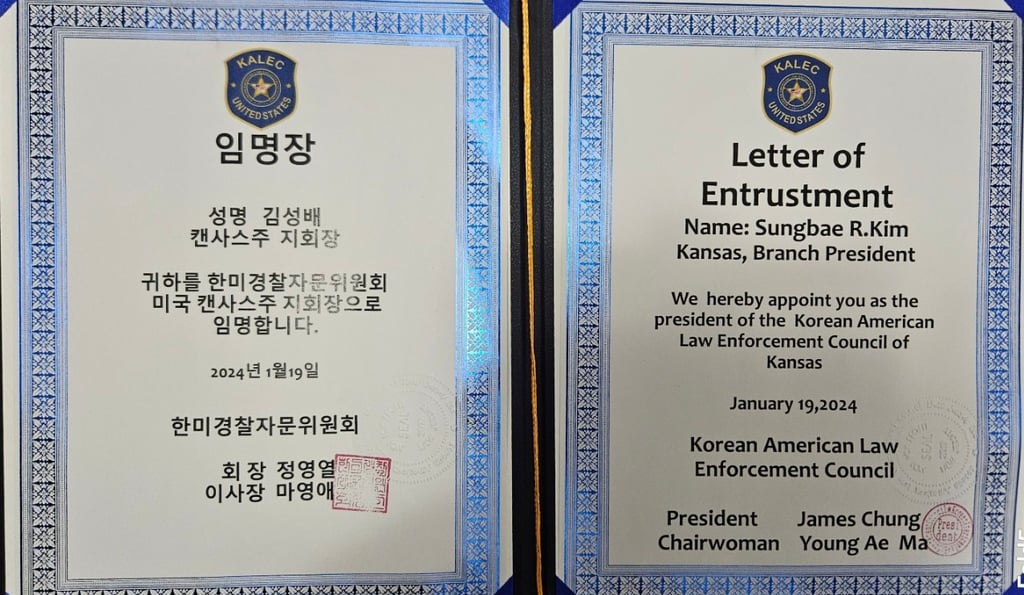 KALEC
UNITED STATES
임명장
성명 김성배
캔사스주 지회장
귀하를 한미경찰자문위원회
미국 캔사스주 지회장으로
임명합니다.
2024년 1월19일
한미경찰자문위원회
회 장 정영열
이사장 마영애
KALEC
UNITED STATES
Letter of
Entrustment
Name: Sungbae R.Kim
Kansas, Branch President
We hereby appoint you as the
president of the Korean American
Law Enforcement Council of
Kansas
January 19,2024
Korean American Law
Enforcement Council
President James Chung
Chairwoman Young Ae Ma
Presi
dent